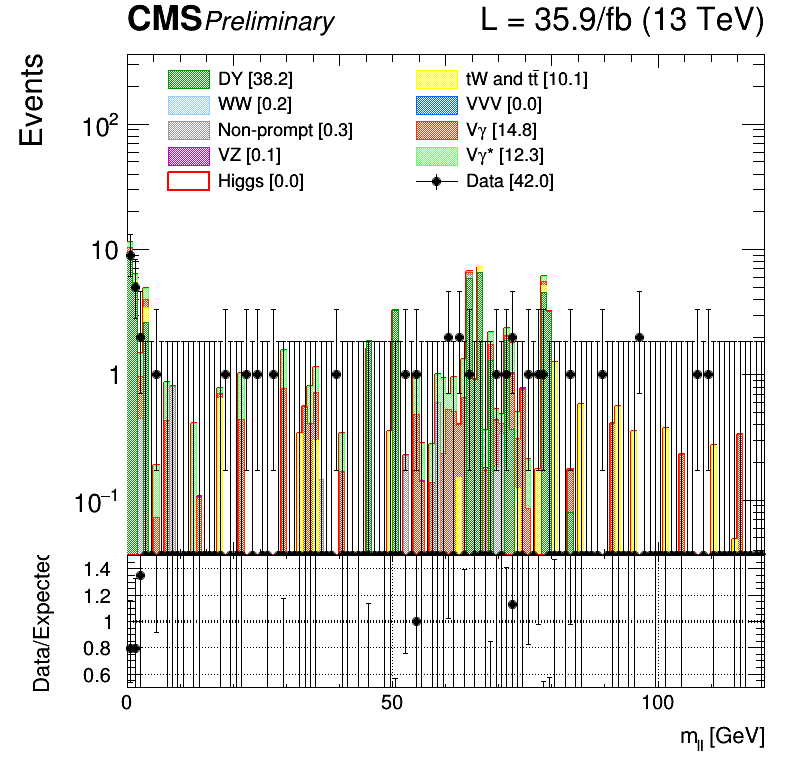 CMS Preliminary L = 35.9/fb (13 TeV)
Events
DY [38.2]
WW [0.2]
Non-prompt [0.3]
VZ [0.1]
Higgs [0.0]
tW and tt̄ [10.1]
VVV [0.0]
Vγ [14.8]
Vγ* [12.3]
Data [42.0]
10²
10
1
10⁻¹
Data/Expected
1.4
1.2
1
0.8
0.6
0 50 100
m_ll [GeV]